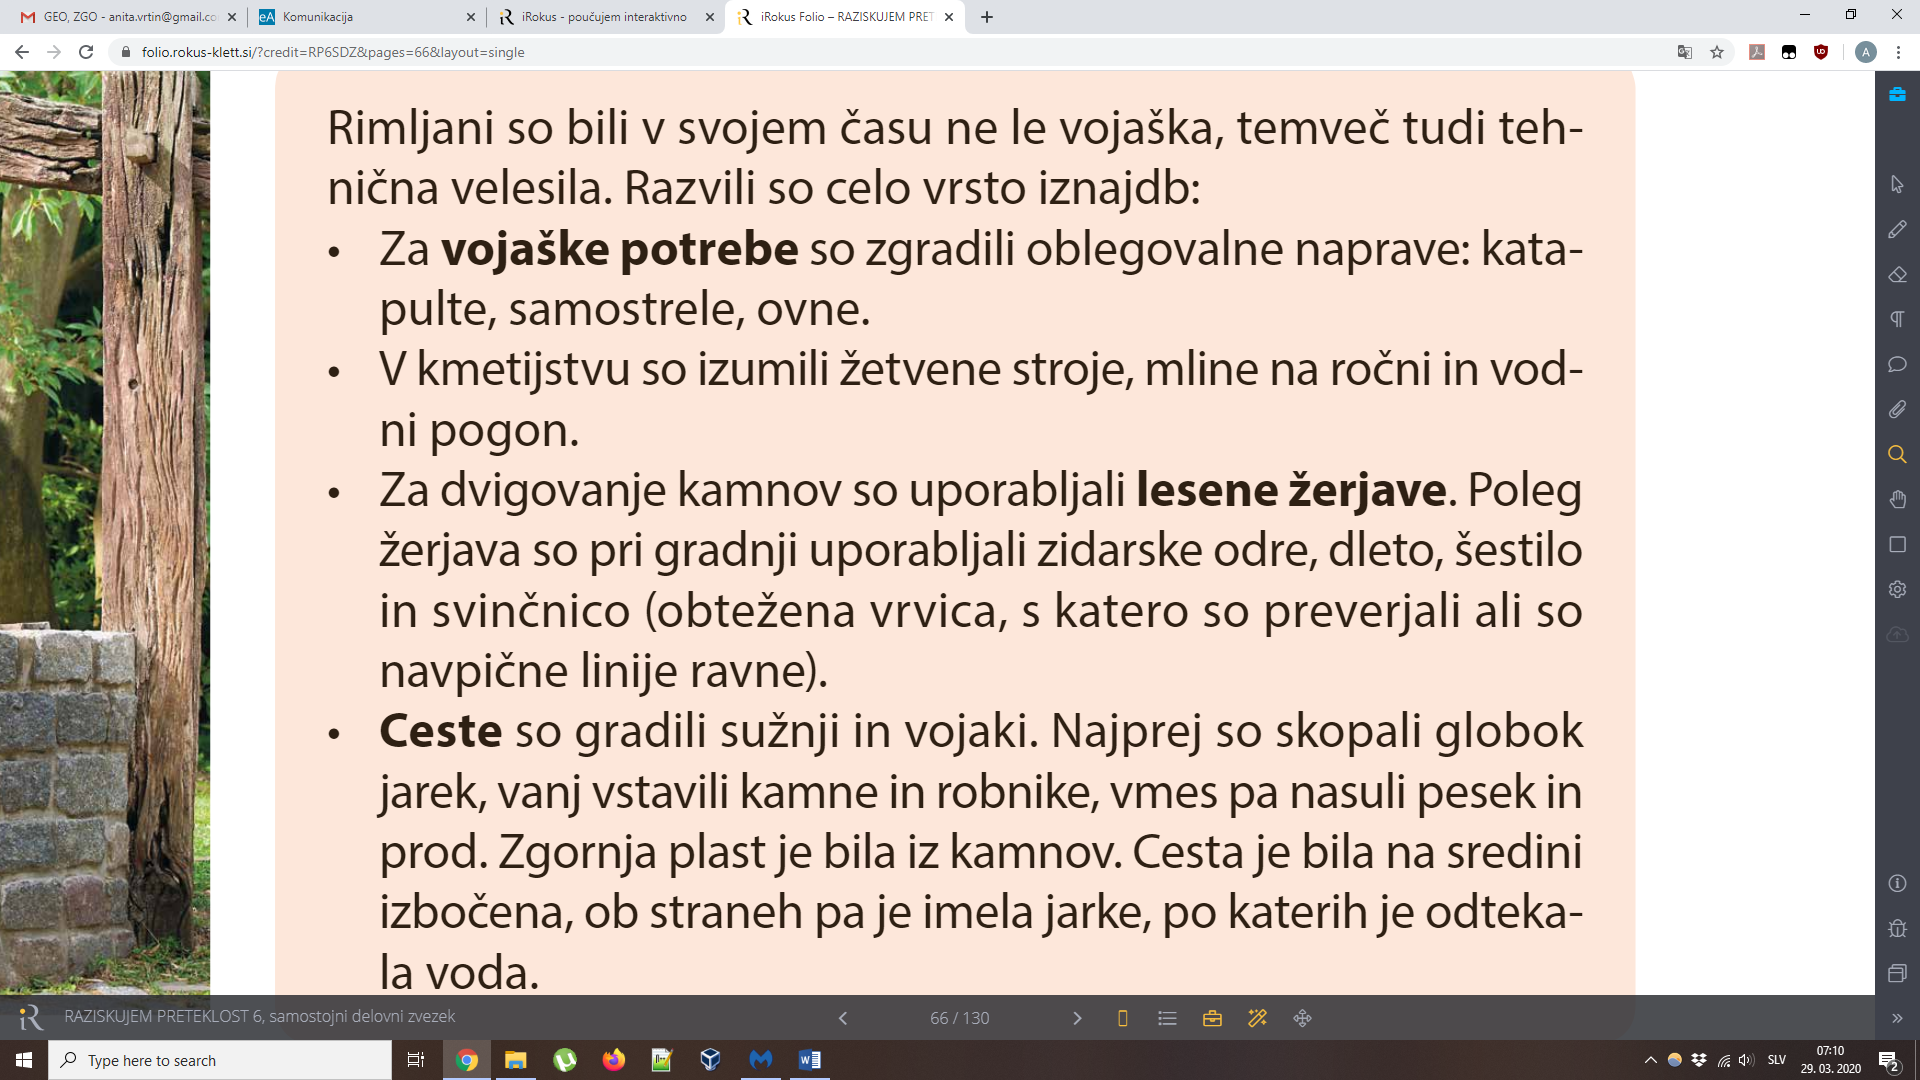 GEO, ZGO - anita.vrtin@gmail.co
Komunikacija
iRokus - poučujem interaktivno
iRokus Folio – RAZISKUJEM PRET
folio.rokus-klett.si/?credit=RP6SDZ&pages=66&layout=single
Rimljani so bili v svojem času ne le vojaška, temveč tudi teh-
nična velesila. Razvili so celo vrsto iznajdb:
• Za vojaške potrebe so zgradili oblegovalne naprave: kata-
pulte, samostrele, ovne.
• V kmetijstvu so izumili žetvene stroje, mline na ročni in vod-
ni pogon.
• Za dvigovanje kamnov so uporabljali lesene žerjave. Poleg
žerjava so pri gradnji uporabljali zidarske odre, dleto, šestilo
in svinčnico (obtežena vrvica, s katero so preverjali ali so
navpične linije ravne).
• Ceste so gradili sužnji in vojaki. Najprej so skopali globok
jarek, vanj vstavili kamne in robnike, vmes pa nasuli pesek in
prod. Zgornja plast je bila iz kamnov. Cesta je bila na sredini
izbočena, ob straneh pa je imela jarke, po katerih je odteka-
la voda.
iR RAZISKUJEM PRETEKLOST 6, samostojni delovni zvezek
66 / 130
Type here to search
SLV
07:10
29. 03. 2020
2